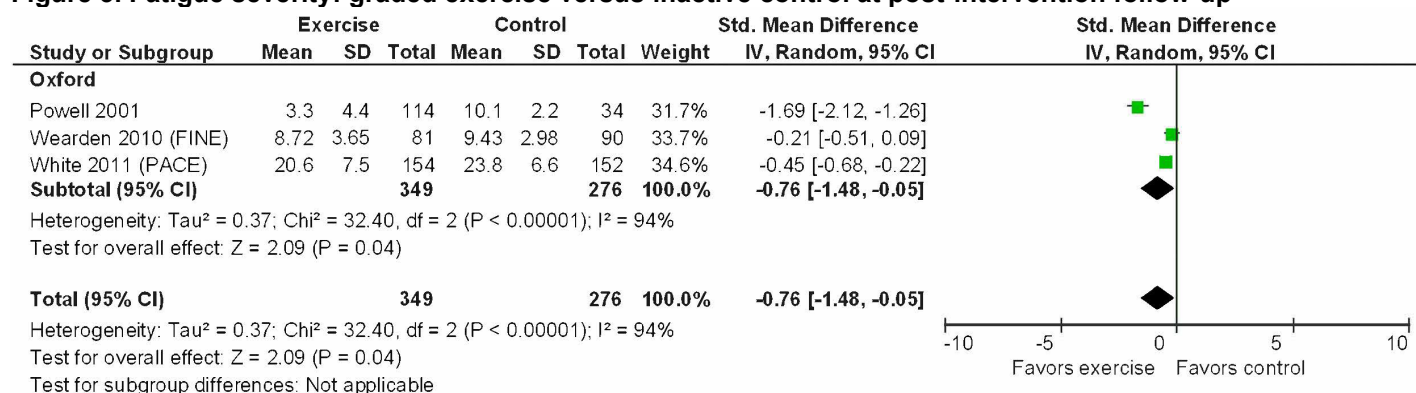 Figure 6. Fatigue severity: graded exercise versus inactive control at post-intervention follow-up
Exercise Control Std. Mean Difference Std. Mean Difference
Study or Subgroup Mean SD Total Mean SD Total Weight IV, Random, 95% CI IV, Random, 95% CI
Oxford
Powell 2001 3.3 4.4 114 10.1 2.2 34 31.7% -1.69 [-2.12, -1.26]
Wearden 2010 (FINE) 8.72 3.65 81 9.43 2.98 90 33.7% -0.21 [-0.51, 0.09]
White 2011 (PACE) 20.6 7.5 154 23.8 6.6 152 34.6% -0.45 [-0.68, -0.22]
Subtotal (95% CI) 349 276 100.0% -0.76 [-1.48, -0.05]
Heterogeneity: Tau² = 0.37; Chi² = 32.40, df = 2 (P < 0.00001); I² = 94%
Test for overall effect: Z = 2.09 (P = 0.04)
Total (95% CI) 349 276 100.0% -0.76 [-1.48, -0.05]
Heterogeneity: Tau² = 0.37; Chi² = 32.40, df = 2 (P < 0.00001); I² = 94%
Test for overall effect: Z = 2.09 (P = 0.04)
Test for subgroup differences: Not applicable
-10 -5 0 5 10
Favors exercise Favors control